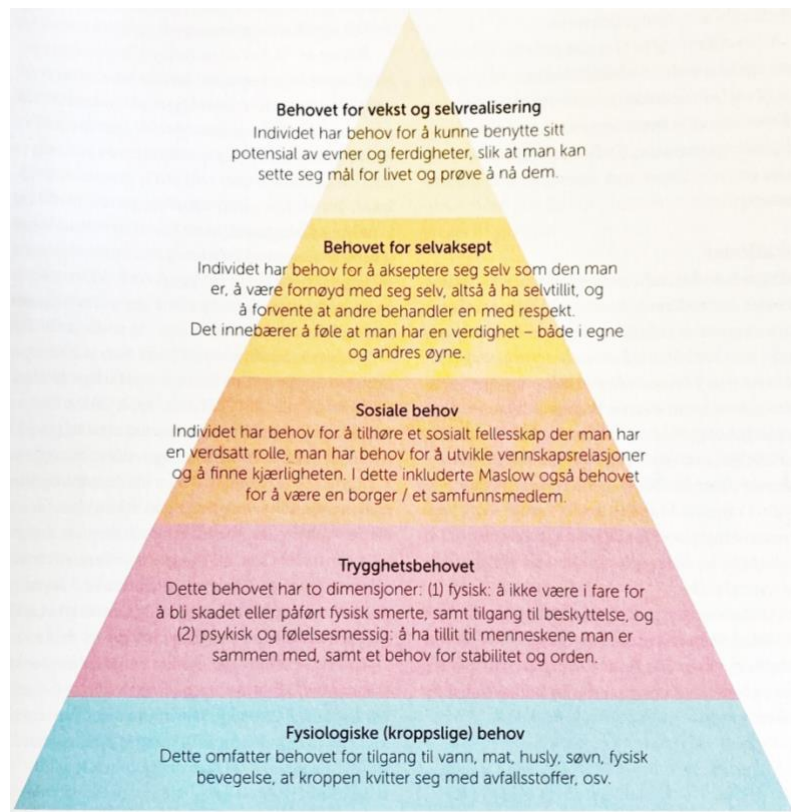 Behovet for vekst og selvrealisering
Individet har behov for å kunne benytte sitt
potensial av evner og ferdigheter, slik at man kan
sette seg mål for livet og prøve å nå dem.
Behovet for selvaksept
Individet har behov for å akseptere seg selv som den man
er, å være fornøyd med seg selv, altså å ha selvtillit, og
å forvente at andre behandler en med respekt.
Det innebærer å føle at man har en verdighet – både i egne
og andres øyne.
Sosiale behov
Individet har behov for å tilhøre et sosialt fellesskap der man har
en verdsatt rolle, man har behov for å utvikle vennskapsrelasjoner
og å finne kjærligheten. I dette inkluderte Maslow også behovet
for å være en borger / et samfunnsmedlem.
Trygghetsbehovet
Dette behovet har to dimensjoner: (1) fysisk: å ikke være i fare for
å bli skadet eller påført fysisk smerte, samt tilgang til beskyttelse, og
(2) psykisk og følelsesmessig: å ha tillit til menneskene man er
sammen med, samt et behov for stabilitet og orden.
Fysiologiske (kroppslige) behov
Dette omfatter behovet for tilgang til vann, mat, husly, søvn, fysisk
bevegelse, at kroppen kvitter seg med avfallsstoffer, osv.